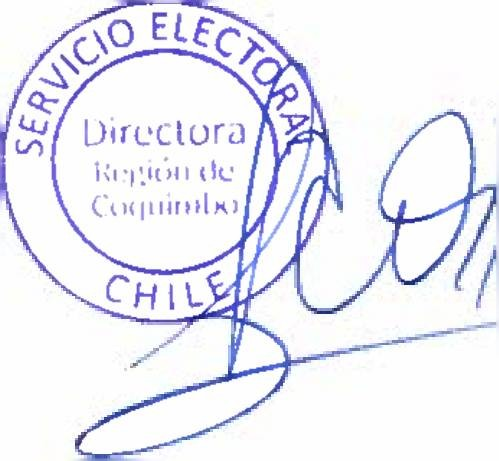 SERVICIO ELECTORAL
Directora
Región de
Coquimbo
CHILE